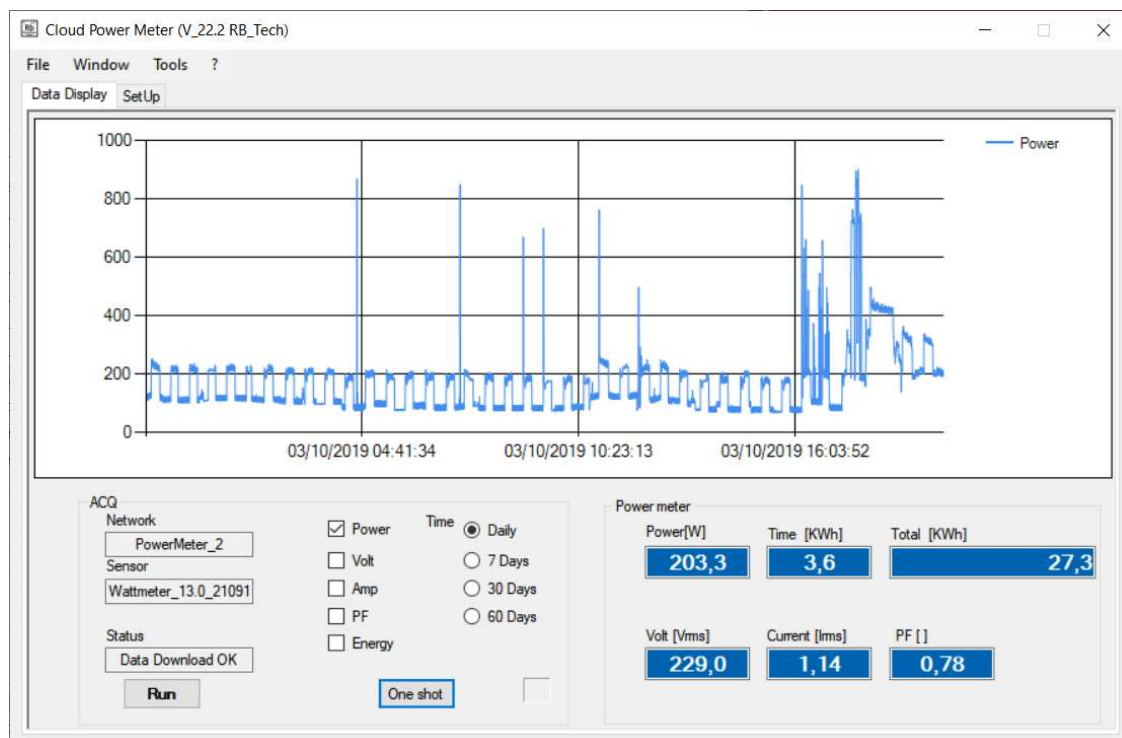 Cloud Power Meter (V_22.2 RB_Tech)
File Window Tools ?
Data Display SetUp
1000
800
600
400
200
0
03/10/2019 04:41:34 03/10/2019 10:23:13 03/10/2019 16:03:52
Power
ACQ
Network
PowerMeter_2
Sensor
Wattmeter_13.0_21091
Status
Data Download OK
Run
Power
Volt
Amp
PF
Energy
Time
Daily
7 Days
30 Days
60 Days
One shot
Power meter
Power[W] Time [KWh] Total [KWh]
203,3 3,6 27,3
Volt [Vrms] Current [Irms] PF [ ]
229,0 1,14 0,78